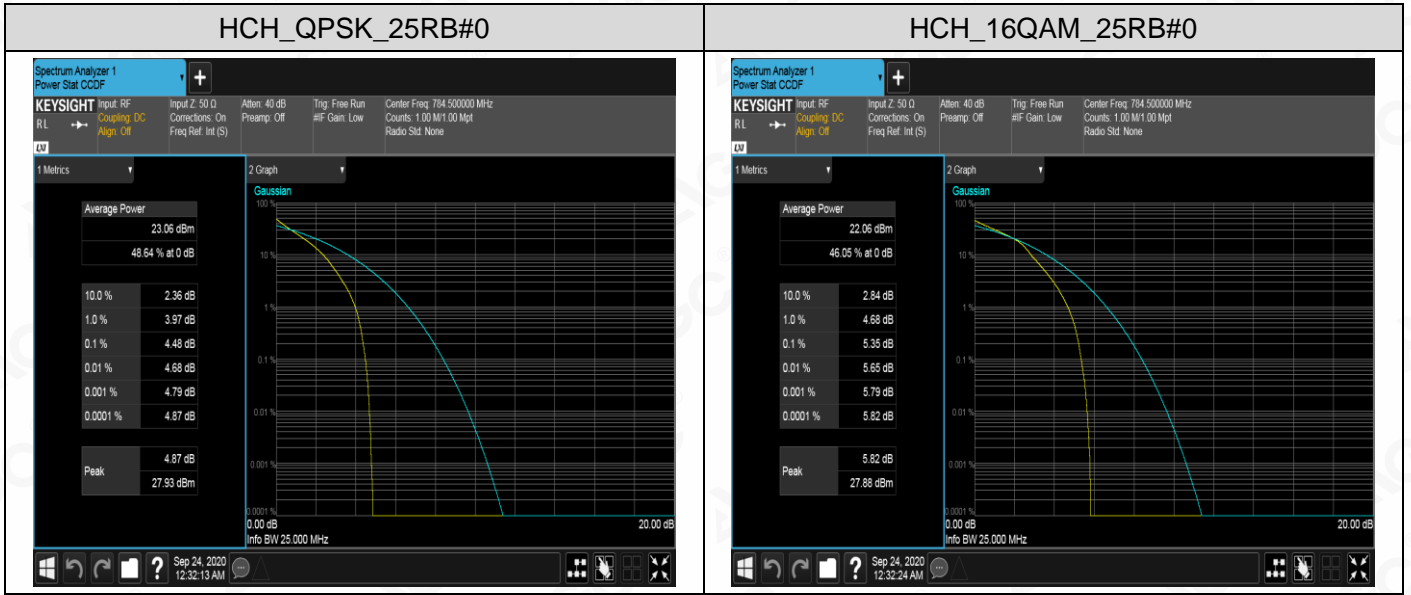 HCH_QPSK_25RB#0
Spectrum Analyzer 1
Power Stat CCDF
KEYSIGHT
RL
LXI
Input: RF
Coupling: DC
Align: Off
Input Z: 50 Ω
Corrections: On
Freq Ref: Int (S)
Atten: 40 dB
Preamp: Off
Trig: Free Run
#IF Gain: Low
Center Freq: 784.500000 MHz
Counts: 1.00 M/1.00 Mpt
Radio Std: None
1 Metrics
Average Power
23.06 dBm
48.64 % at 0 dB
10.0 % 2.36 dB
1.0 % 3.97 dB
0.1 % 4.48 dB
0.01 % 4.68 dB
0.001 % 4.79 dB
0.0001 % 4.87 dB
Peak
4.87 dB
27.93 dBm
2 Graph
Gaussian
100 %
10 %
1 %
0.1 %
0.01 %
0.001 %
0.0001 %
0.00 dB 20.00 dB
Info BW 25.000 MHz
Sep 24, 2020
12:32:13 AM
HCH_16QAM_25RB#0
Spectrum Analyzer 1
Power Stat CCDF
KEYSIGHT
RL
LXI
Input: RF
Coupling: DC
Align: Off
Input Z: 50 Ω
Corrections: On
Freq Ref: Int (S)
Atten: 40 dB
Preamp: Off
Trig: Free Run
#IF Gain: Low
Center Freq: 784.500000 MHz
Counts: 1.00 M/1.00 Mpt
Radio Std: None
1 Metrics
Average Power
22.06 dBm
46.05 % at 0 dB
10.0 % 2.84 dB
1.0 % 4.68 dB
0.1 % 5.35 dB
0.01 % 5.65 dB
0.001 % 5.79 dB
0.0001 % 5.82 dB
Peak
5.82 dB
27.88 dBm
2 Graph
Gaussian
100 %
10 %
1 %
0.1 %
0.01 %
0.001 %
0.0001 %
0.00 dB 20.00 dB
Info BW 25.000 MHz
Sep 24, 2020
12:32:24 AM